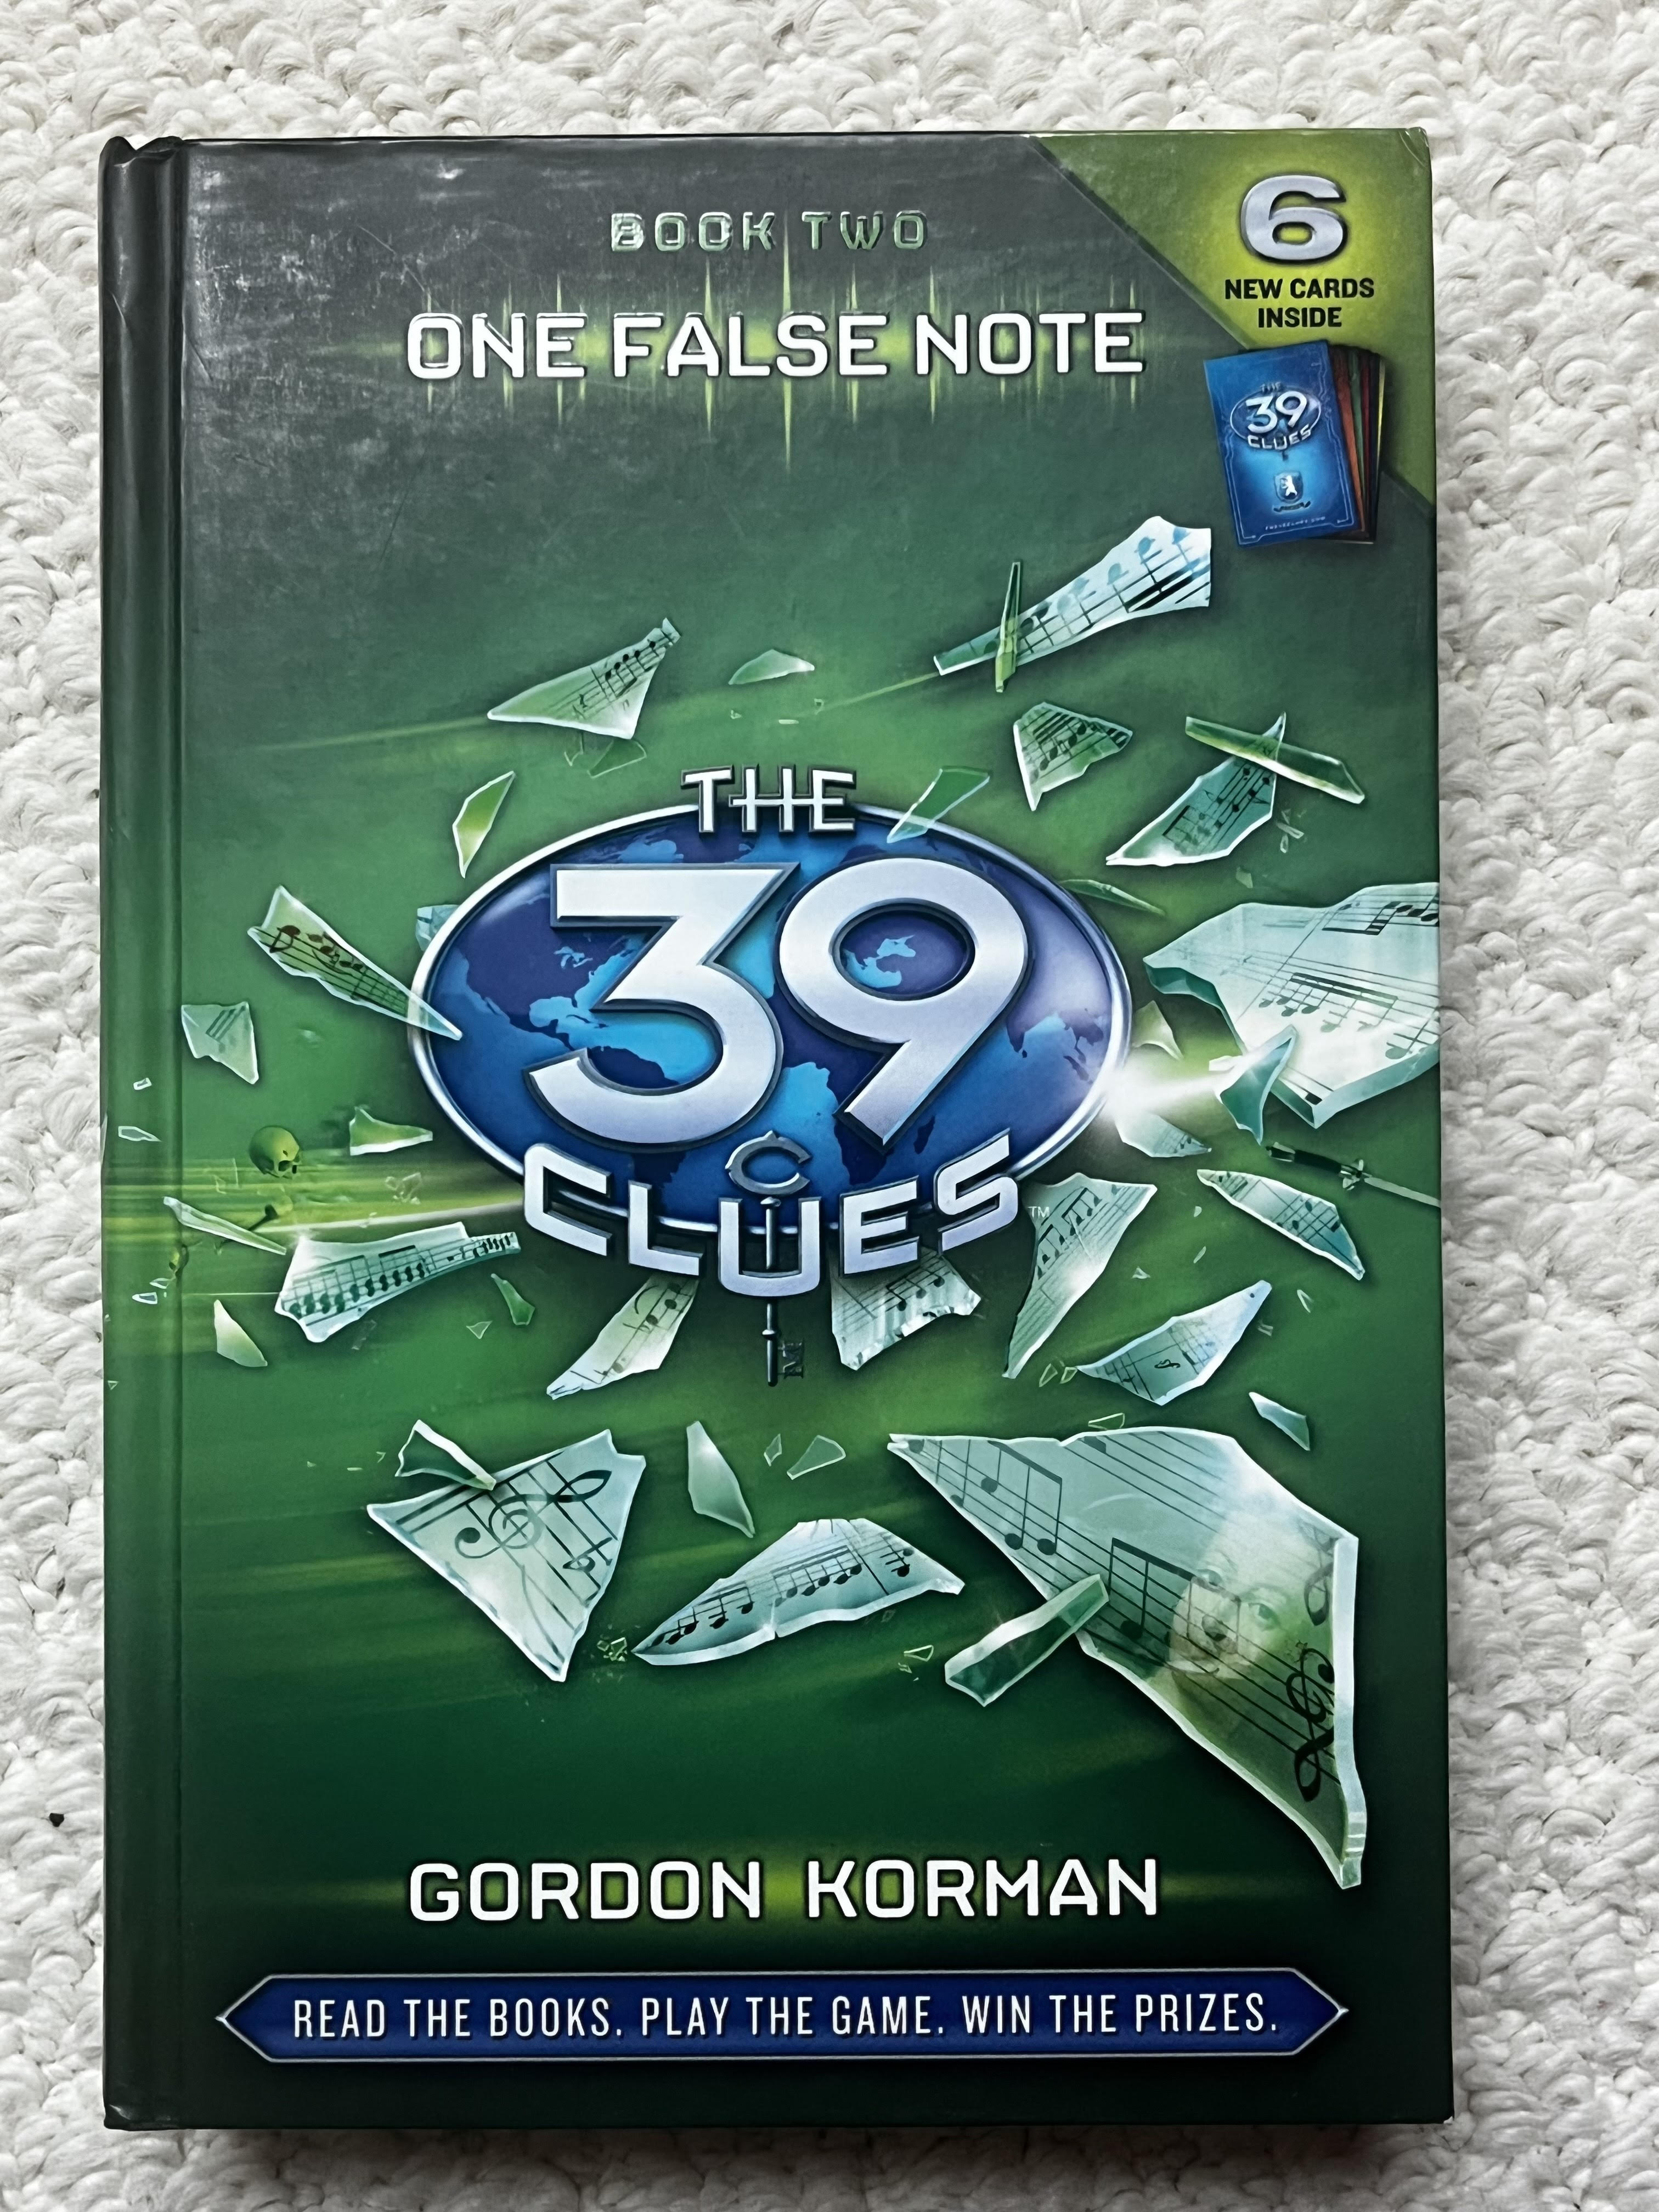 BOOK TWO
ONE FALSE NOTE
6
NEW CARDS
INSIDE
THE
39
CLUES
THE
39
CLUES™
GORDON KORMAN
READ THE BOOKS. PLAY THE GAME. WIN THE PRIZES.